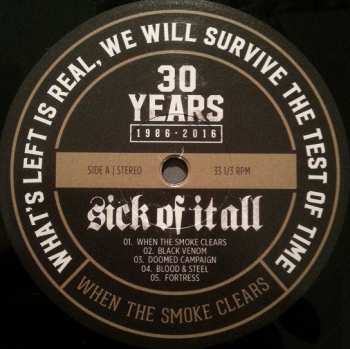 WHAT'S LEFT IS REAL, WE WILL SURVIVE THE TEST OF TIME
30
YEARS
1986-2016
SIDE A | STEREO
33 1/3 RPM
sick of it all
01. WHEN THE SMOKE CLEARS
02. BLACK VENOM
03. DOOMED CAMPAIGN
04. BLOOD & STEEL
05. FORTRESS
WHEN THE SMOKE CLEARS